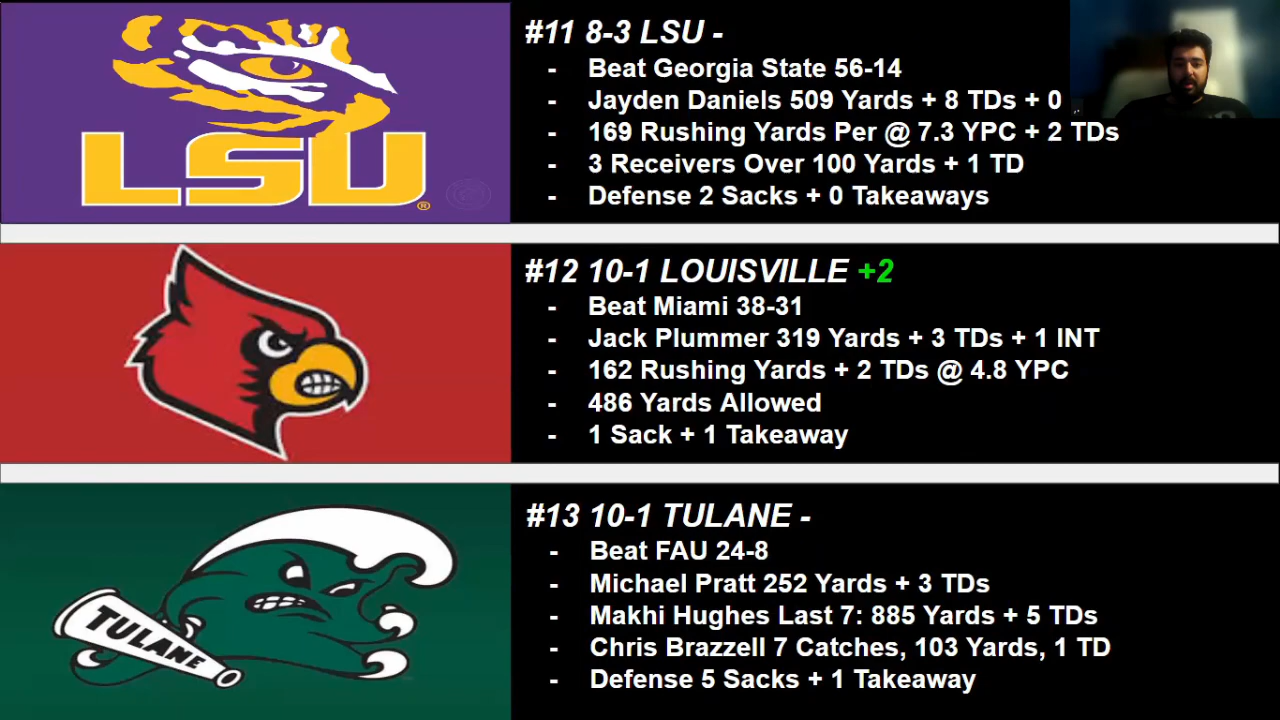 LSU
®
#11 8-3 LSU -
- Beat Georgia State 56-14
- Jayden Daniels 509 Yards + 8 TDs + 0
- 169 Rushing Yards Per @ 7.3 YPC + 2 TDs
- 3 Receivers Over 100 Yards + 1 TD
- Defense 2 Sacks + 0 Takeaways
#12 10-1 LOUISVILLE +2
- Beat Miami 38-31
- Jack Plummer 319 Yards + 3 TDs + 1 INT
- 162 Rushing Yards + 2 TDs @ 4.8 YPC
- 486 Yards Allowed
- 1 Sack + 1 Takeaway
TULANE
#13 10-1 TULANE -
- Beat FAU 24-8
- Michael Pratt 252 Yards + 3 TDs
- Makhi Hughes Last 7: 885 Yards + 5 TDs
- Chris Brazzell 7 Catches, 103 Yards, 1 TD
- Defense 5 Sacks + 1 Takeaway